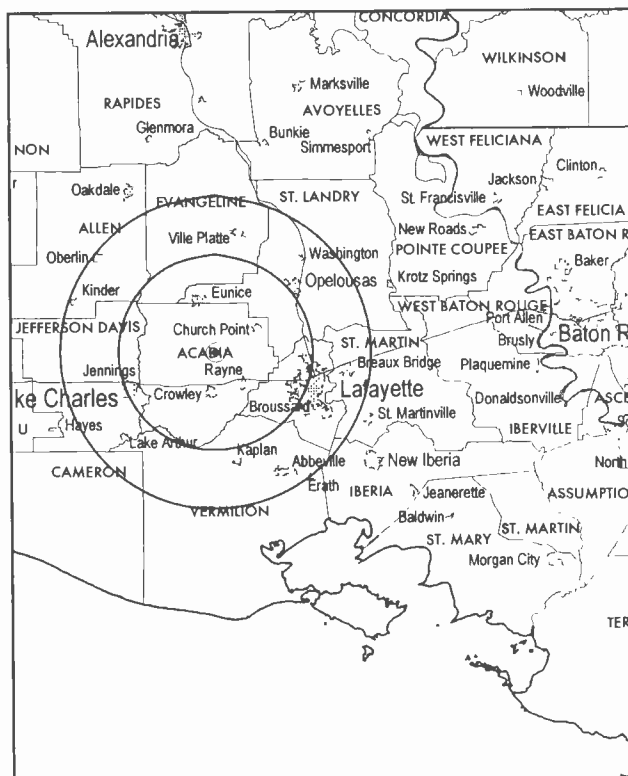 CONCORDIA
Alexandria
WILKINSON
Marksville
Woodville
RAPIDES
AVOYELLES
Glenmora
Bunkie
Simmesport
WEST FELICIANA
NON
r
Clinton
Jackson
Oakdale
EVANGELINE
ST. LANDRY
St. Francisville
EAST FELICIA
ALLEN
Ville Platte
New Roads
EAST BATON R
POINTE COUPEE
Oberlin
Washington
Baker
Opelousas
Krotz Springs
Kinder
Eunice
WEST BATON ROUGE
Port Allen
JEFFERSON DAVIS
Church Point
ST. MARTIN
Brusly
Baton R
ACADIA
Breaux Bridge
Plaquemine
Jennings
Rayne
ke Charles
Crowley
Lafayette
Donaldsonville
ASCE
Broussard
St Martinville
IBERVILLE
U
Hayes
Lake Arthur
Kaplan
Abbeville
New Iberia
North
CAMERON
Erath
IBERIA
Jeanerette
ASSUMPTIO
VERMILION
Baldwin
ST. MARTIN
ST. MARY
Morgan City
TER